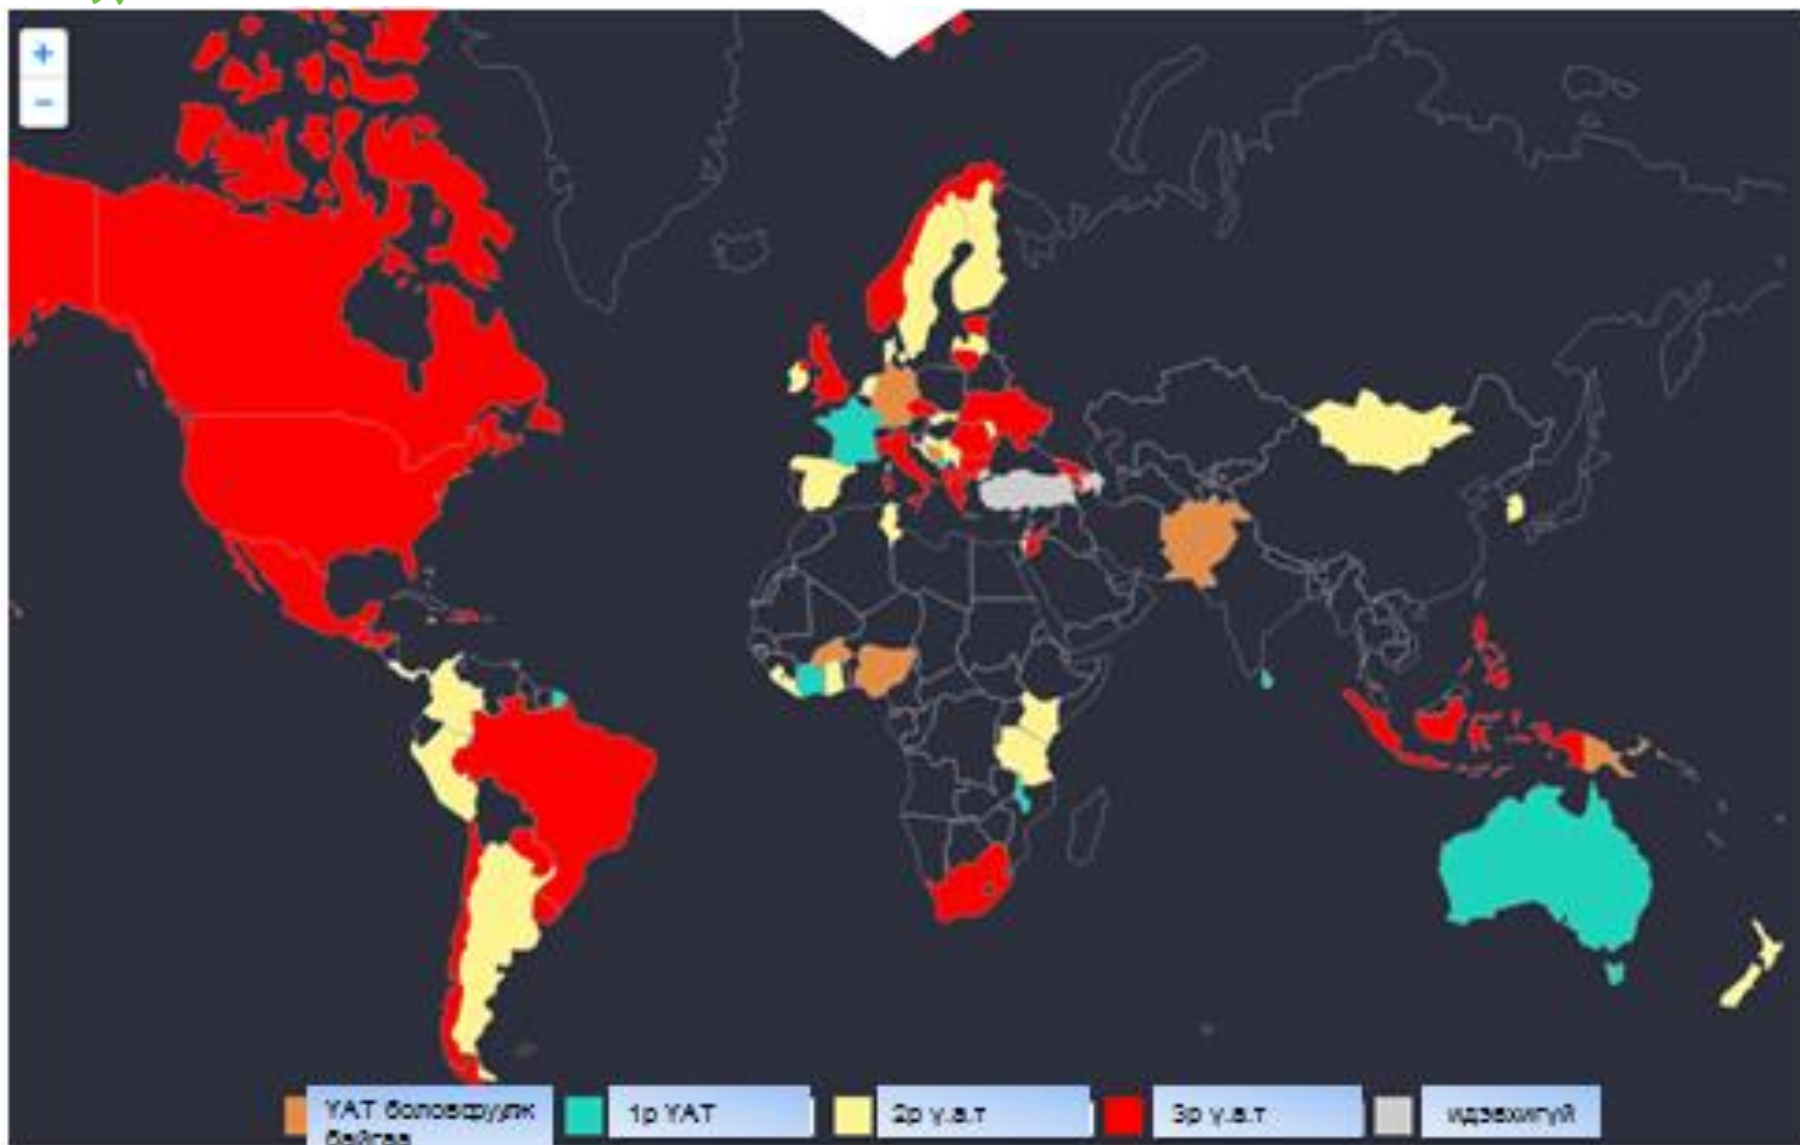 +
−
ҮАТ боловсруулж
байгаа
1р ҮАТ
2р ү.а.т
3р ү.а.т
идэвхигүй